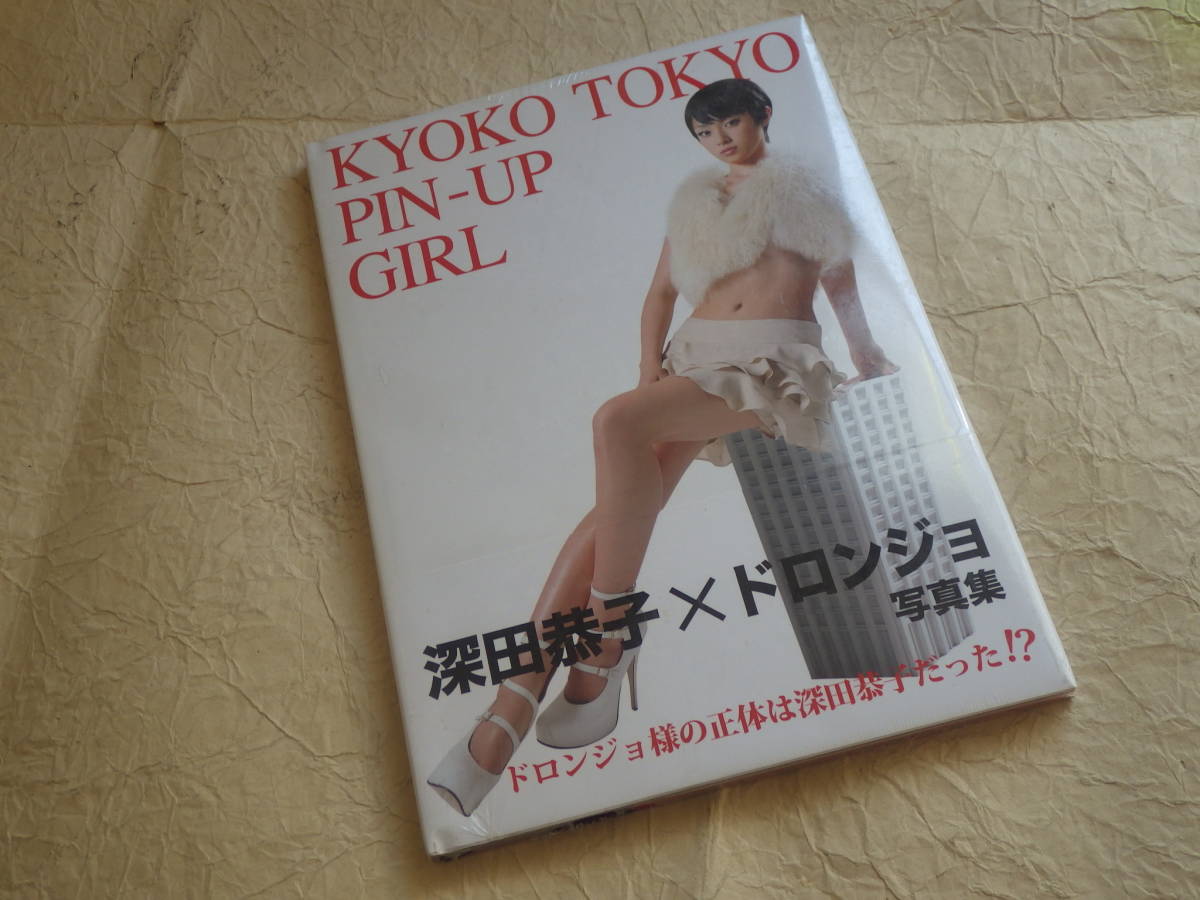 KYOKO TOKYO
PIN-UP
GIRL
深田恭子×ドロンジョ
写真集
ドロンジョ様の正体は深田恭子だった!?